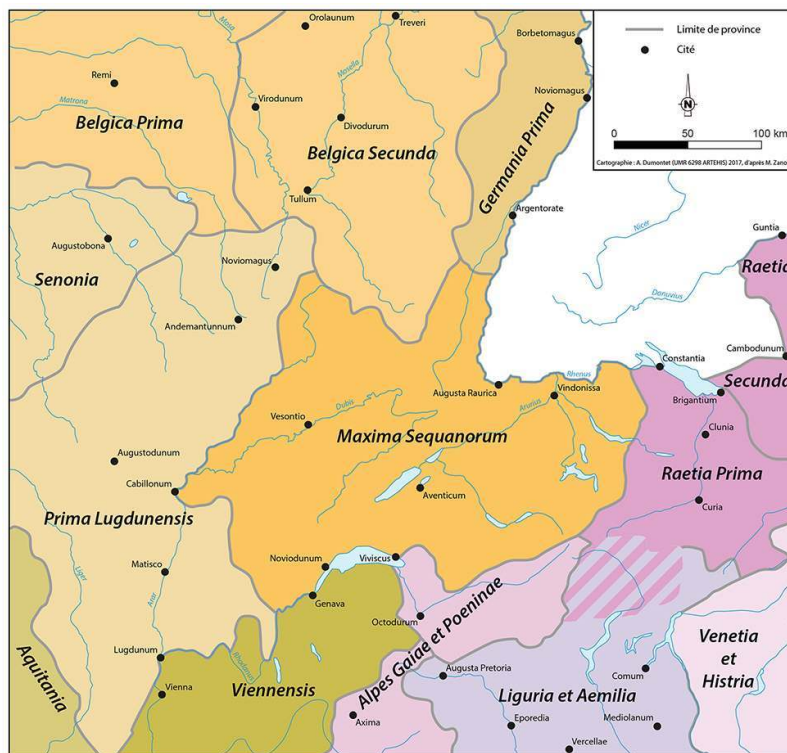 Limite de province
Cité
N
0
50
100 km
Cartographie : A. Dumontet (UMR 6298 ARTEHIS) 2017, d'après M. Zano
Mosa
Orolaunum
Treveri
Borbetomagus
Remi
Mosella
Virodunum
Noviomagus
Matrona
Divodurum
Belgica Prima
Belgica Secunda
Germania Prima
Tullum
Argentorate
Nicer
Augustobona
Guntia
Noviomagus
Raetia
Senonia
Danuvius
Andemantunnum
Cambodunum
Constantia
Rhenus
Secunda
Augusta Raurica
Vindonissa
Brigantium
Dubis
Arurius
Vesontio
Clunia
Maxima Sequanorum
Augustodunum
Raetia Prima
Cabillonum
Aventicum
Curia
Prima Lugdunensis
Noviodunum
Viviscus
Matisco
Liger
Arar
Genava
Octodurum
Alpes Gaiae et Poeninae
Aquitania
Lugdunum
Rhodanus
Venetia
et
Histria
Augusta Pretoria
Comum
Vienna
Viennensis
Liguria et Aemilia
Axima
Eporedia
Mediolanum
Vercellae